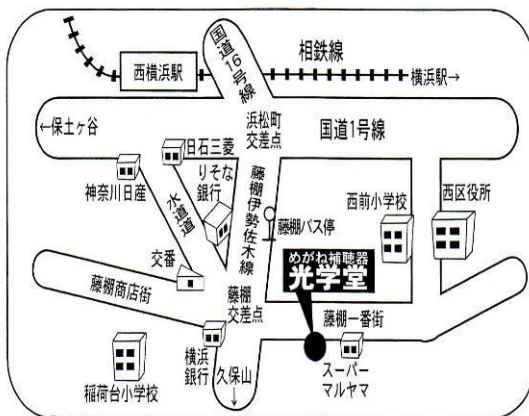 国道16号線
相鉄線
西横浜駅
横浜駅→
←保土ヶ谷
浜松町
交差点
国道1号線
日石三菱
りそな
銀行
神奈川日産
水道道
藤棚伊勢佐木線
藤棚バス停
西前小学校
西区役所
交番
めがね補聴器
光学堂
藤棚商店街
藤棚
交差点
藤棚一番街
横浜
銀行
久保山
↓
スーパー
マルヤマ
稲荷台小学校